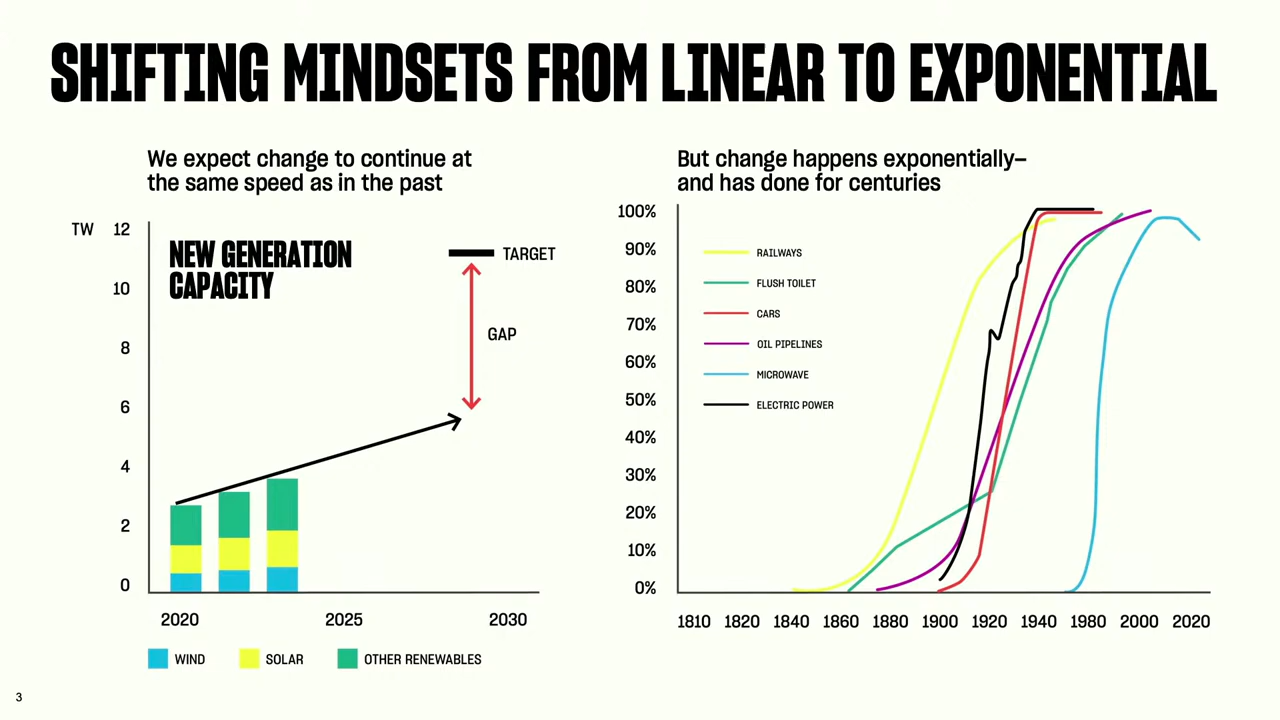 SHIFTING MINDSETS FROM LINEAR TO EXPONENTIAL
We expect change to continue at
the same speed as in the past
TW
12
10
8
6
4
2
0
NEW GENERATION
CAPACITY
TARGET
GAP
2020 2025 2030
WIND SOLAR OTHER RENEWABLES
But change happens exponentially–
and has done for centuries
100%
90%
80%
70%
60%
50%
40%
30%
20%
10%
0%
RAILWAYS
FLUSH TOILET
CARS
OIL PIPELINES
MICROWAVE
ELECTRIC POWER
1810 1820 1840 1860 1880 1900 1920 1940 1980 2000 2020
3